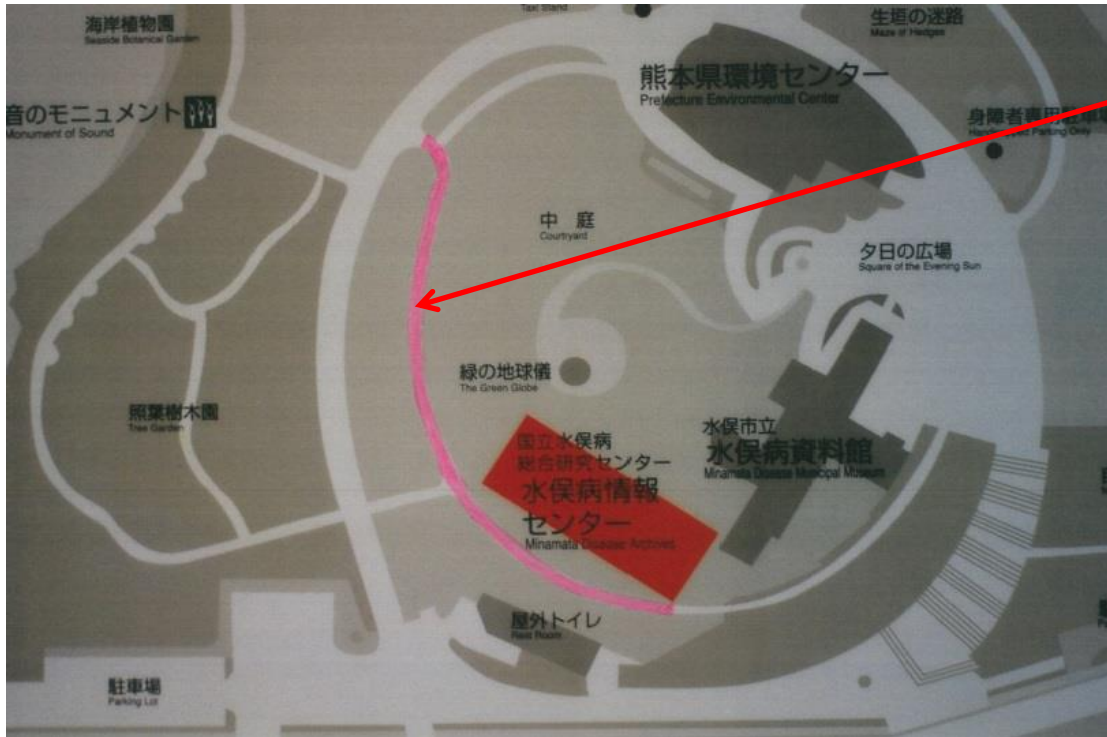 Taxi Stand
海岸植物園
Seaside Botanical Garden
生垣の迷路
Maze of Hedges
熊本県環境センター
Prefecture Environmental Center
音のモニュメント
Monument of Sound
身障者専用駐車場
Parking Only
中 庭
Courtyard
夕日の広場
Square of the Evening Sun
緑の地球儀
The Green Globe
照葉樹木園
Tree Garden
国立水俣病
総合研究センター
水俣病情報
センター
Minamata Disease Archives
水俣市立
水俣病資料館
Minamata Disease Municipal Museum
屋外トイレ
Rest Room
駐車場
Parking Lot